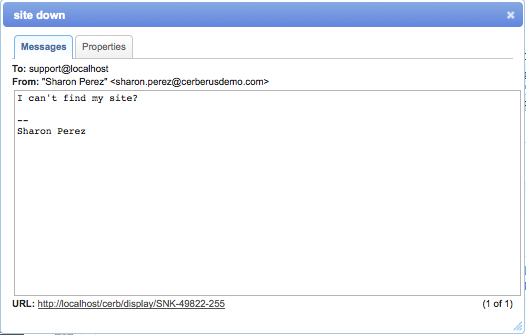 site down
Messages Properties
To: support@localhost
From: "Sharon Perez" <sharon.perez@cerberusdemo.com>
I can't find my site?
--
Sharon Perez
URL: http://localhost/cerb/display/SNK-49822-255 (1 of 1)